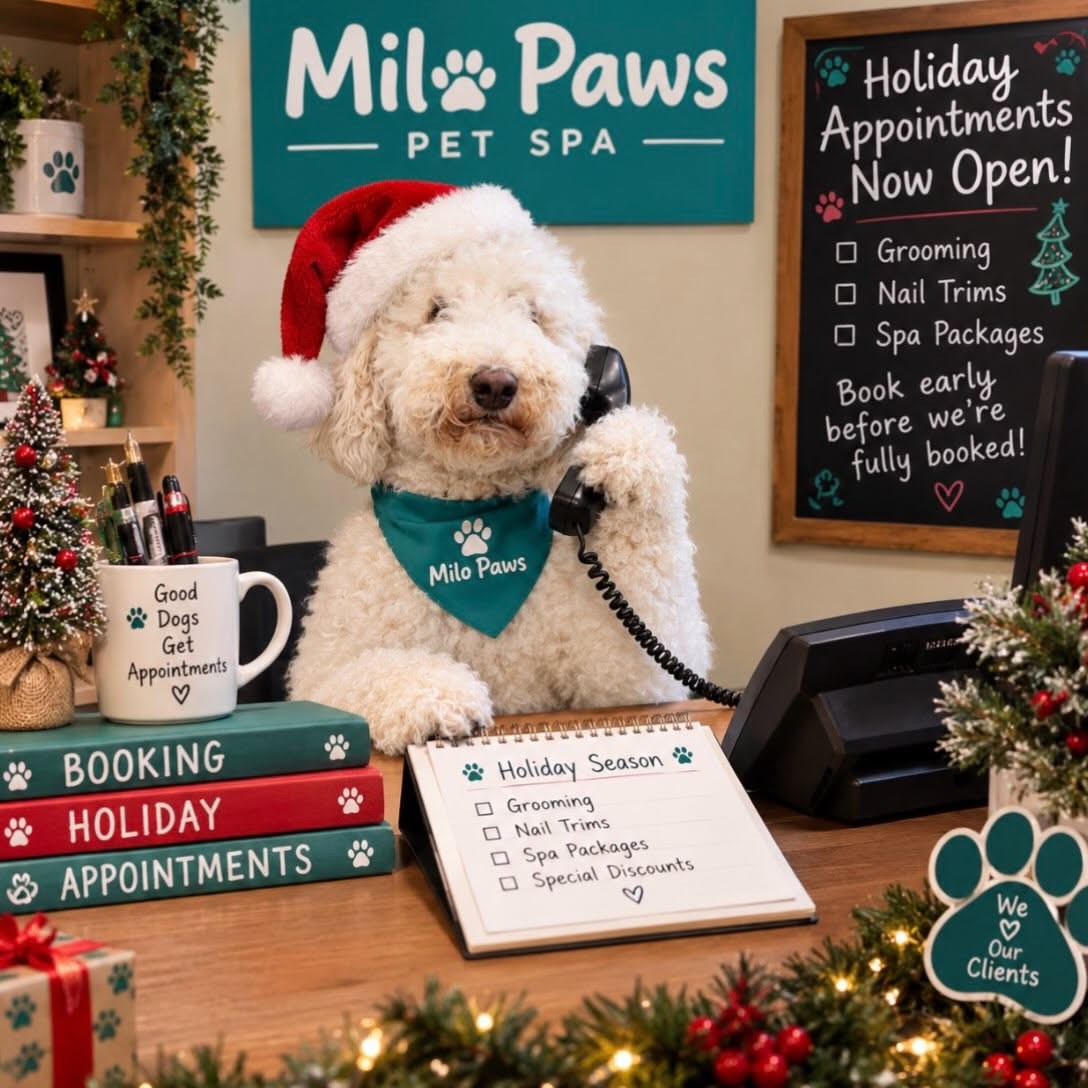 Milo Paws
PET SPA
Holiday
Appointments
Now Open!
Grooming
Nail Trims
Spa Packages
Book early
before we're
fully booked!
Milo Paws
Good
Dogs
Get
Appointments
BOOKING
HOLIDAY
APPOINTMENTS
Holiday Season
Grooming
Nail Trims
Spa Packages
Special Discounts
We
Our
Clients